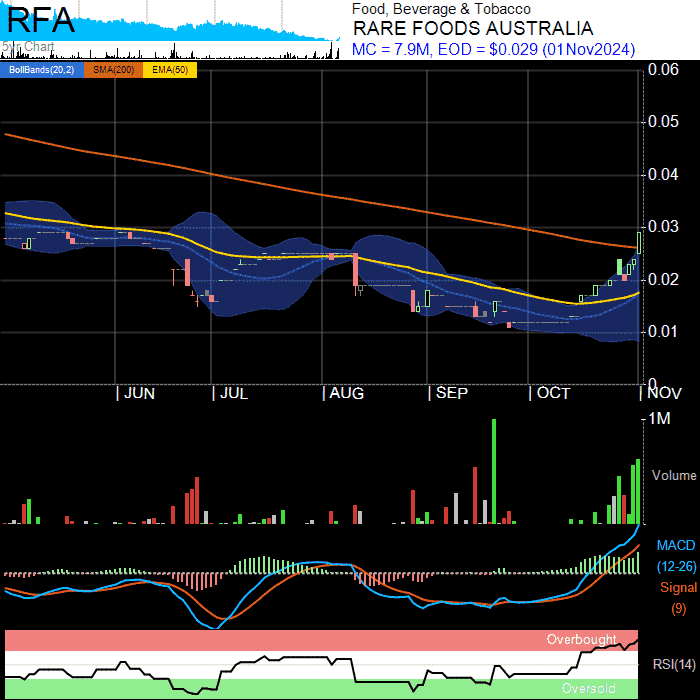 RFA
5yr Chart
Food, Beverage & Tobacco
RARE FOODS AUSTRALIA
MC = 7.9M, EOD = $0.029 (01Nov2024)
BollBands(20,2) SMA(200) EMA(50)
0.06
0.05
0.04
0.03
0.02
0.01
0
JUN JUL AUG SEP OCT NOV
1M
Volume
MACD
(12-26)
Signal
(9)
Overbought
RSI(14)
Oversold